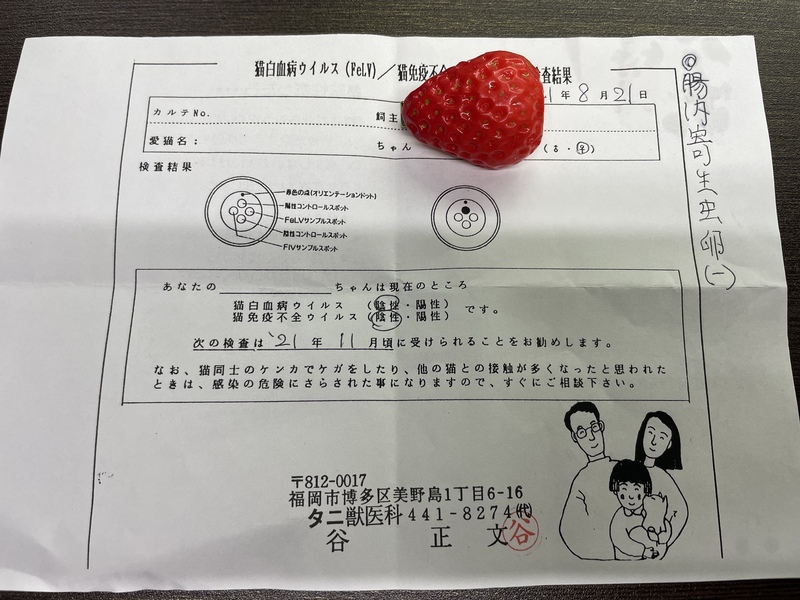 猫白血病ウイルス(FeLV)/猫免疫不全 査結果
1年8月21日
カルテNo. 飼主
愛猫名: ちゃん (♂・♀)
検査結果
赤色の点(オリエンテーションドット)
陽性コントロールスポット
FeLVサンプルスポット
陰性コントロールスポット
FIVサンプルスポット
あなたの ちゃんは現在のところ
猫白血病ウイルス (陰性・陽性) です。
猫免疫不全ウイルス (陰性・陽性)
次の検査は '21年11月頃に受けられることをお勧めします。
なお、猫同士のケンカでケガをしたり、他の猫との接触が多くなったと思われた
ときは、感染の危険にさらされた事になりますので、すぐにご相談下さい。
〒812-0017
福岡市博多区美野島1丁目6-16
タニ獣医科 441-8274(代)
谷 正文 谷
◎腸内寄生虫卵(一)